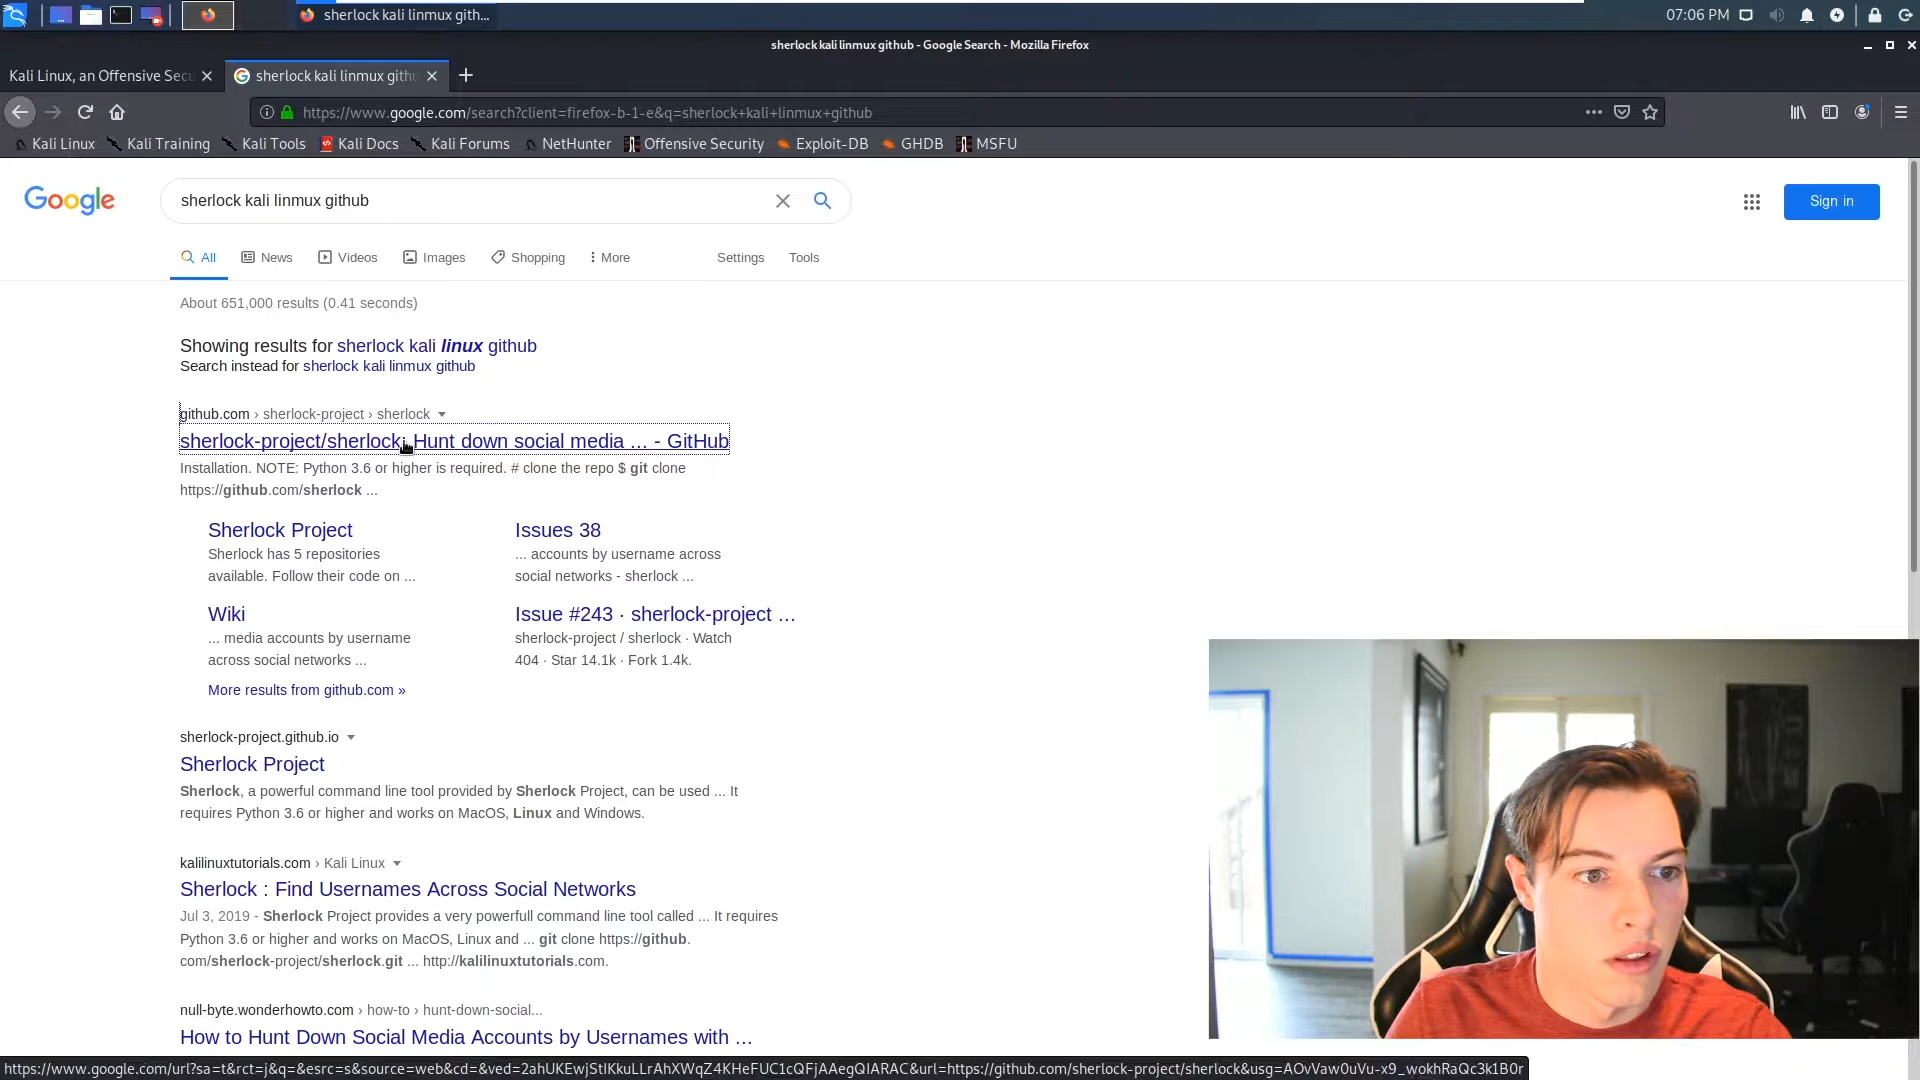 sherlock kali linmux gith...
07:06 PM
sherlock kali linmux github - Google Search - Mozilla Firefox
Kali Linux, an Offensive Secu
sherlock kali linmux githu
https://www.google.com/search?client=firefox-b-1-e&q=sherlock+kali+linmux+github
Kali Linux
Kali Training
Kali Tools
Kali Docs
Kali Forums
NetHunter
Offensive Security
Exploit-DB
GHDB
MSFU
Google
sherlock kali linmux github
Sign in
All
News
Videos
Images
Shopping
More
Settings
Tools
About 651,000 results (0.41 seconds)
Showing results for sherlock kali linux github
Search instead for sherlock kali linmux github
github.com › sherlock-project › sherlock
sherlock-project/sherlock: Hunt down social media ... - GitHub
Installation. NOTE: Python 3.6 or higher is required. # clone the repo $ git clone
https://github.com/sherlock ...
Sherlock Project
Sherlock has 5 repositories
available. Follow their code on ...
Issues 38
... accounts by username across
social networks - sherlock ...
Wiki
... media accounts by username
across social networks ...
Issue #243 · sherlock-project ...
sherlock-project / sherlock · Watch
404 · Star 14.1k · Fork 1.4k.
More results from github.com »
sherlock-project.github.io
Sherlock Project
Sherlock, a powerful command line tool provided by Sherlock Project, can be used ... It
requires Python 3.6 or higher and works on MacOS, Linux and Windows.
kalilinuxtutorials.com › Kali Linux
Sherlock : Find Usernames Across Social Networks
Jul 3, 2019 - Sherlock Project provides a very powerfull command line tool called ... It requires
Python 3.6 or higher and works on MacOS, Linux and ... git clone https://github.
com/sherlock-project/sherlock.git ... http://kalilinuxtutorials.com.
null-byte.wonderhowto.com › how-to › hunt-down-social...
How to Hunt Down Social Media Accounts by Usernames with ...
https://www.google.com/url?sa=t&rct=j&q=&esrc=s&source=web&cd=&ved=2ahUKEwjStIKkuLLrAhXWqZ4KHeFUC1cQFjAAegQIARAC&url=https://github.com/sherlock-project/sherlock&usg=AOvVaw0uVu-x9_wokhRaQc3k1B0r